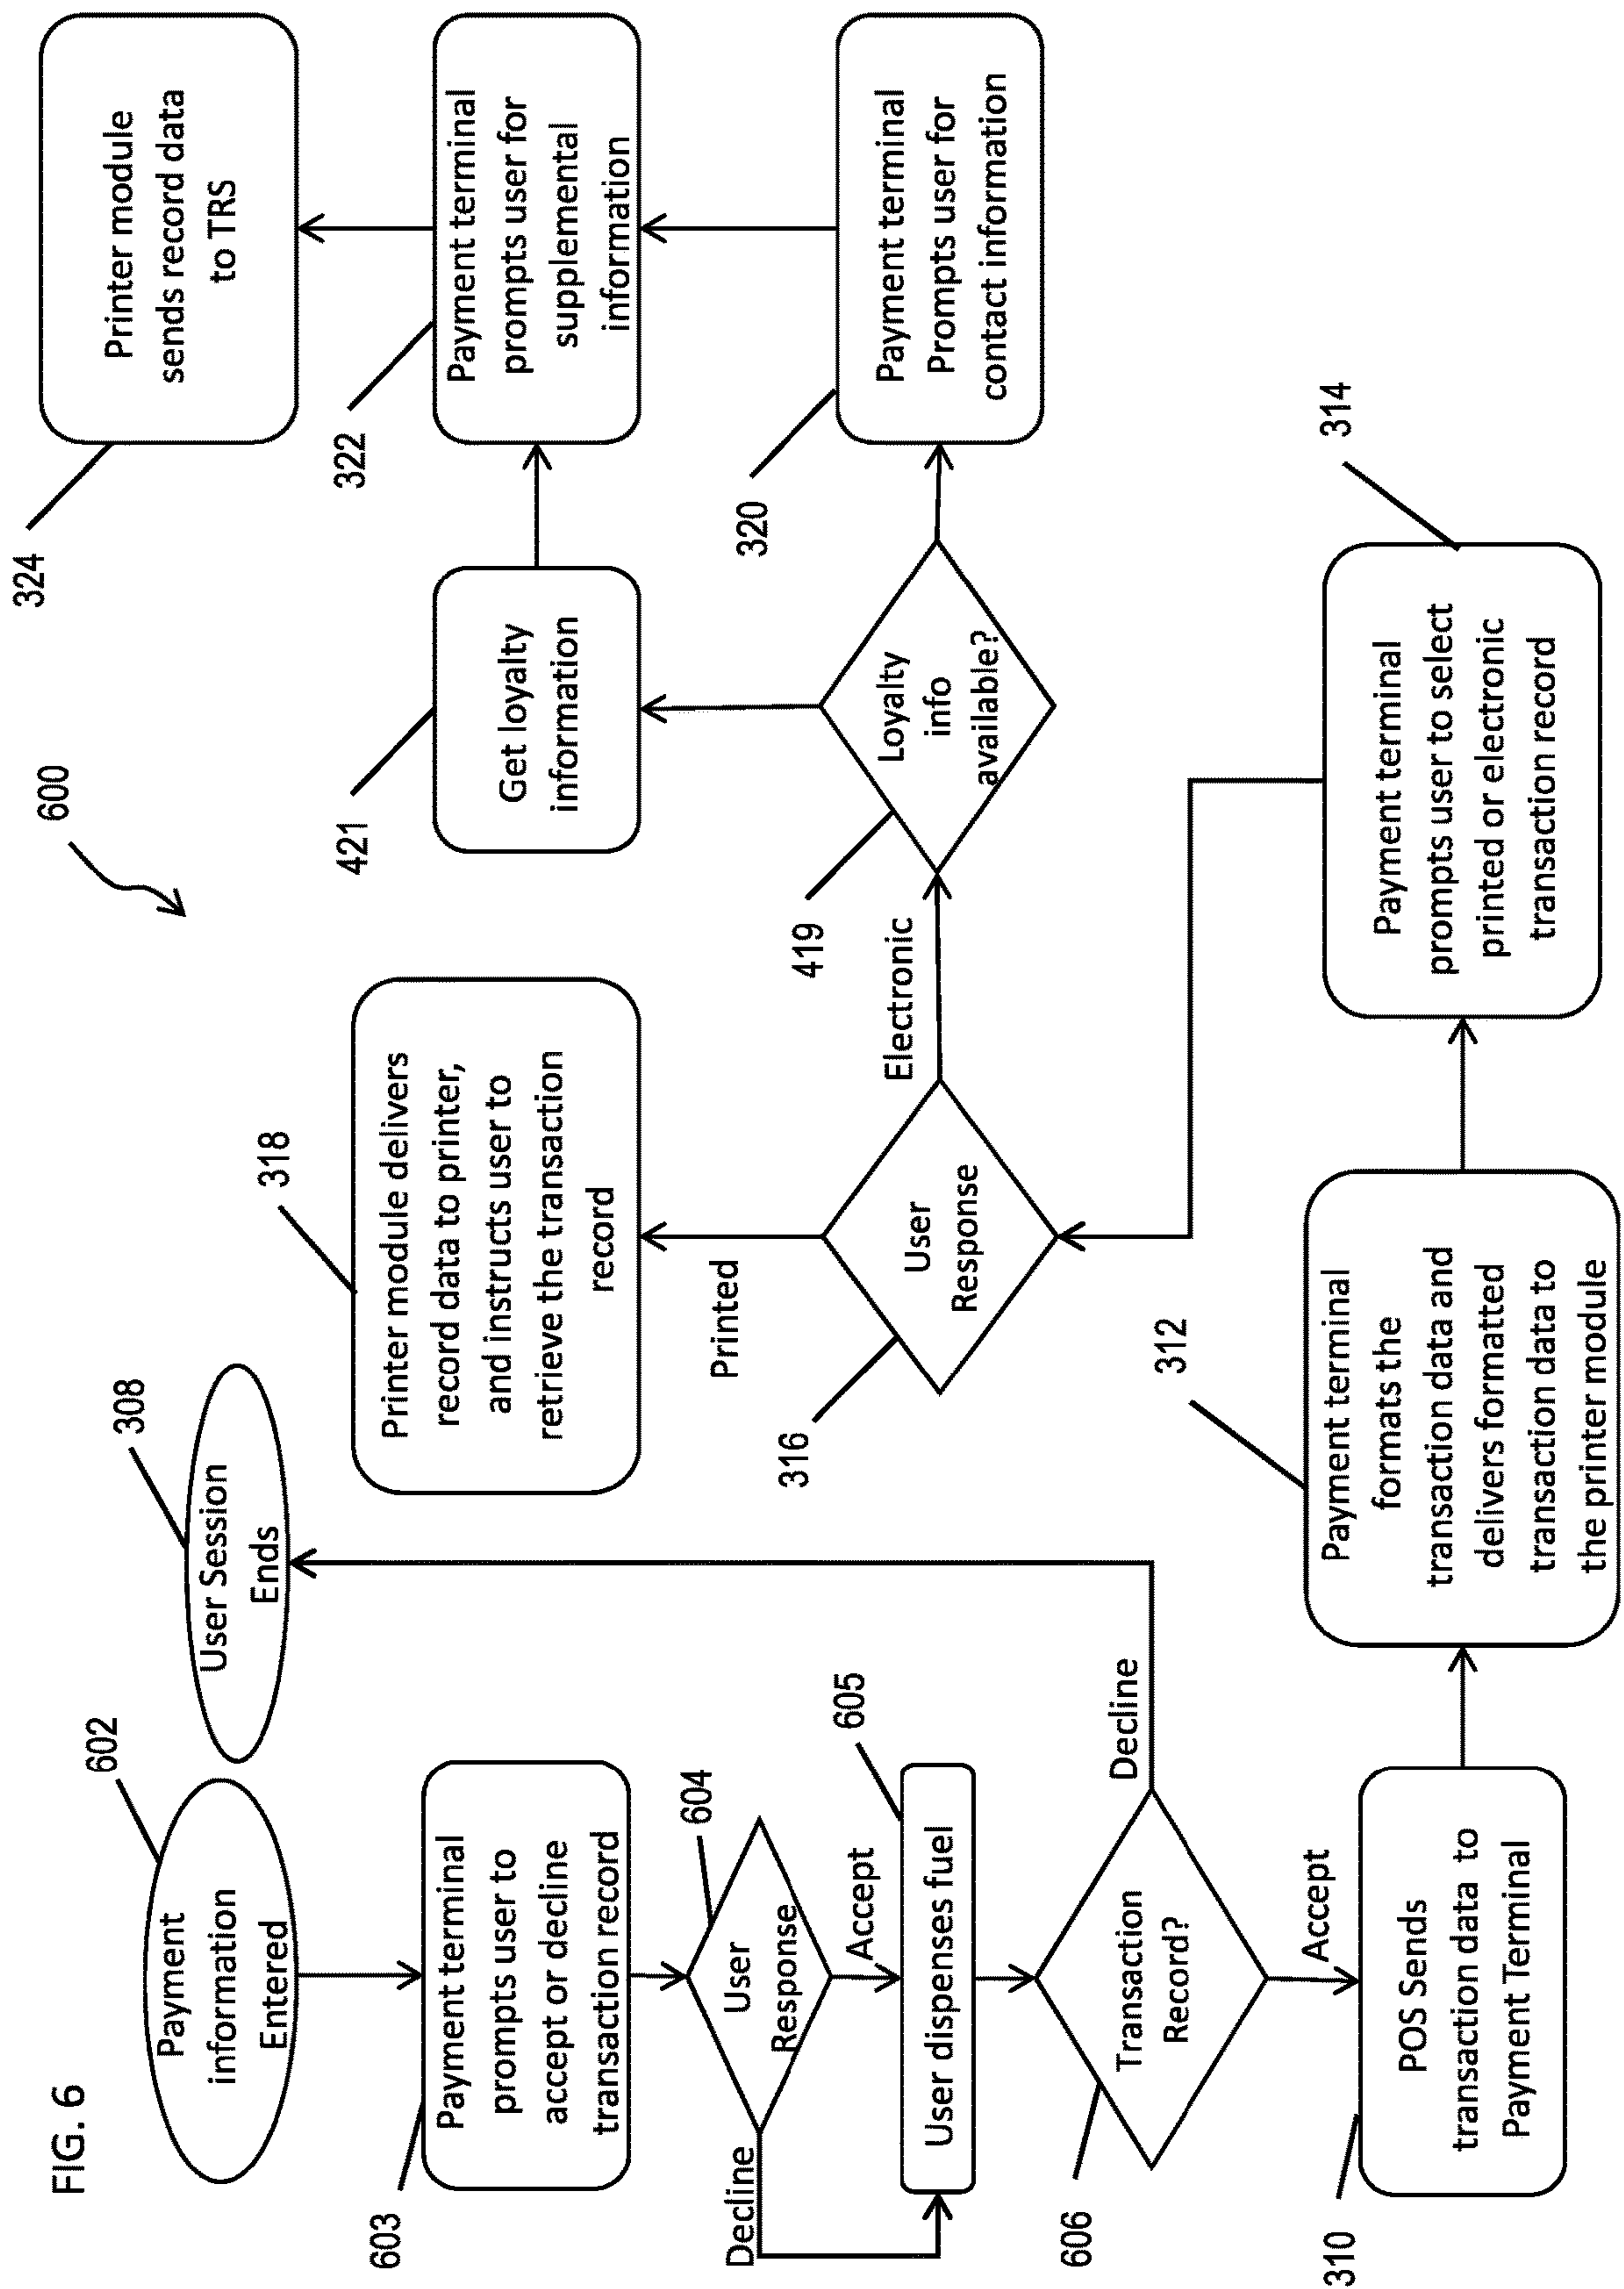 FIG. 6
600
602
Payment
information
Entered
308
User Session
Ends
603
Payment terminal
prompts user to
accept or decline
transaction record
604
User
Response
Decline
Accept
605
User dispenses fuel
606
Transaction
Record?
Decline
Accept
310
POS Sends
transaction data to
Payment Terminal
312
Payment terminal
formats the
transaction data and
delivers formatted
transaction data to
the printer module
314
Payment terminal
prompts user to select
printed or electronic
transaction record
316
User
Response
Printed
Electronic
318
Printer module delivers
record data to printer,
and instructs user to
retrieve the transaction
record
419
Loyalty
info
available?
421
Get loyalty
information
320
Payment terminal
Prompts user for
contact information
322
Payment terminal
prompts user for
supplemental
information
324
Printer module
sends record data
to TRS